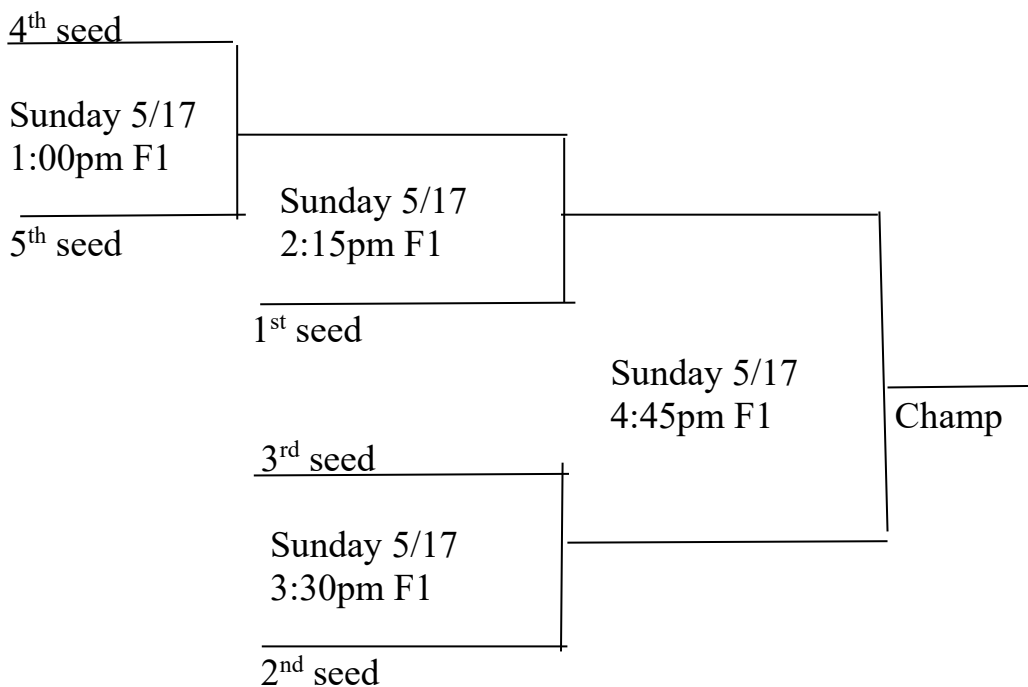 4th seed
Sunday 5/17
1:00pm F1
5th seed
Sunday 5/17
2:15pm F1
1st seed
Sunday 5/17
4:45pm F1
Champ
3rd seed
Sunday 5/17
3:30pm F1
2nd seed